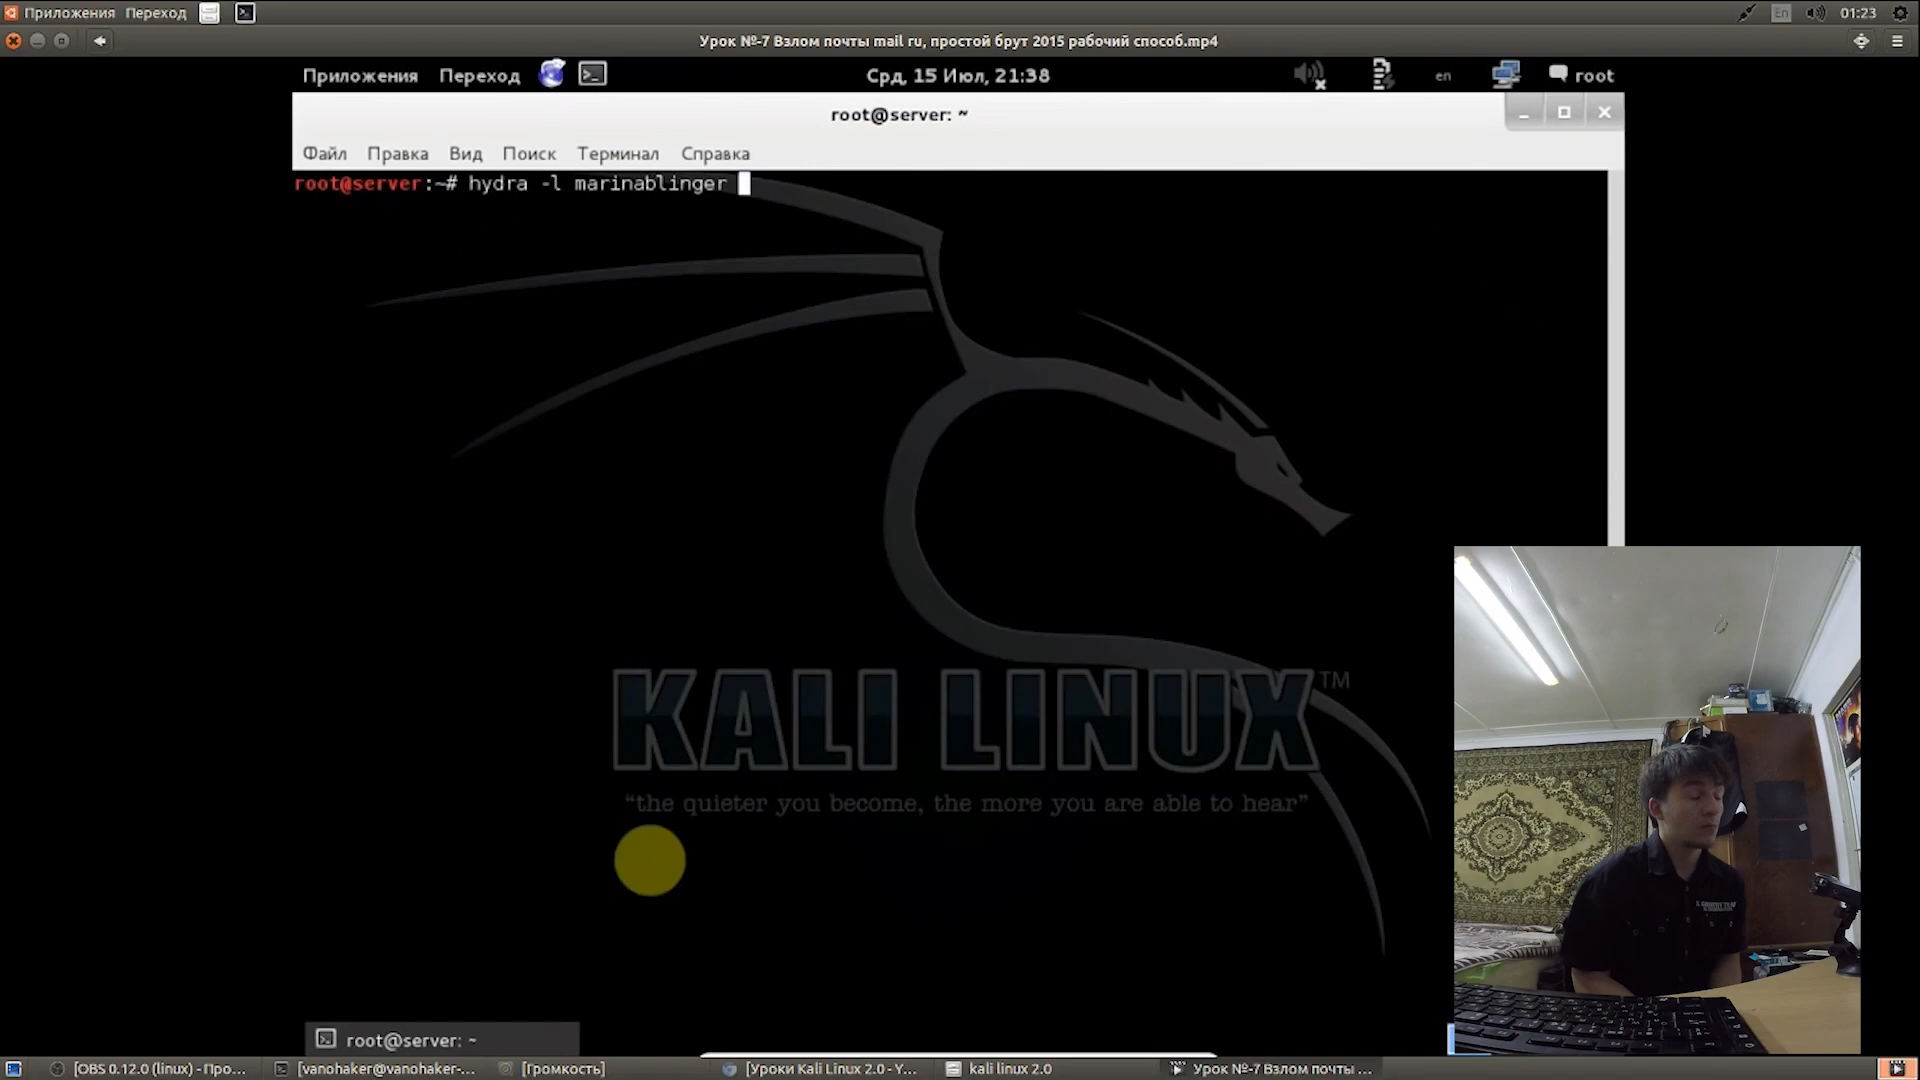 Приложения Переход En 01:23
Урок №-7 Взлом почты mail ru, простой брут 2015 рабочий способ.mp4
Приложения Переход Срд, 15 Июл, 21:38 en root
root@server: ~
Файл Правка Вид Поиск Терминал Справка
root@server:~# hydra -l marinablinger
KALI LINUX™
“the quieter you become, the more you are able to hear”
root@server: ~
[OBS 0.12.0 (linux) - Про... [vanohaker@vanohaker-... [Громкость] [Уроки Kali Linux 2.0 - Y... kali linux 2.0 Урок №-7 Взлом почты ...